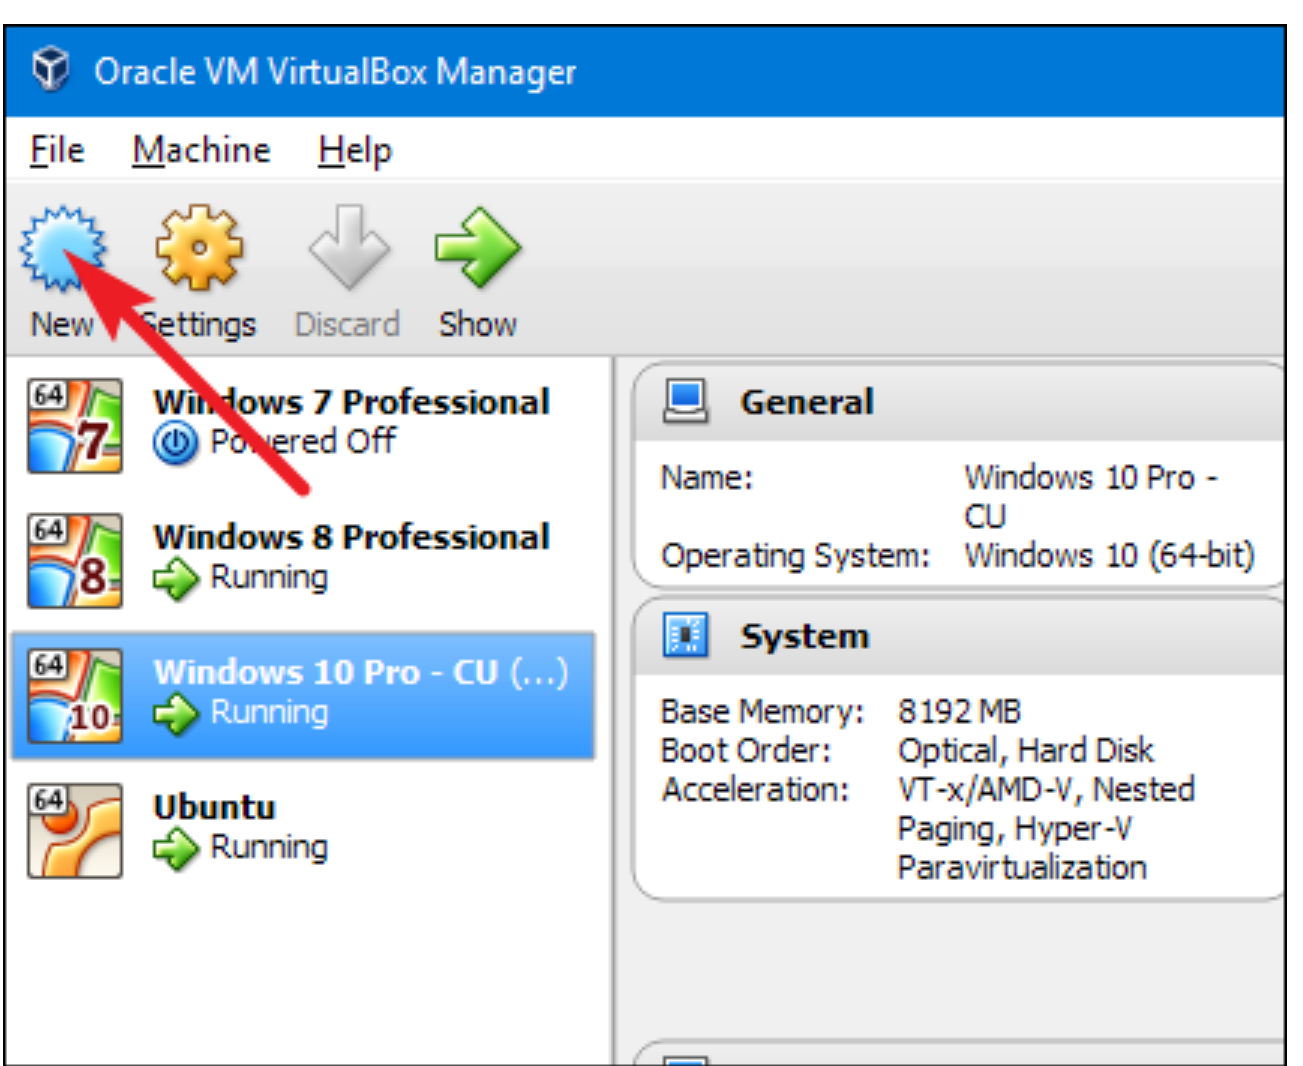 Oracle VM VirtualBox Manager
File Machine Help
New Settings Discard Show
64 7 Windows 7 Professional
Powered Off
64 8 Windows 8 Professional
Running
64 10 Windows 10 Pro - CU (...)
Running
64 Ubuntu
Running
General
Name: Windows 10 Pro -
CU
Operating System: Windows 10 (64-bit)
System
Base Memory: 8192 MB
Boot Order: Optical, Hard Disk
Acceleration: VT-x/AMD-V, Nested
Paging, Hyper-V
Paravirtualization